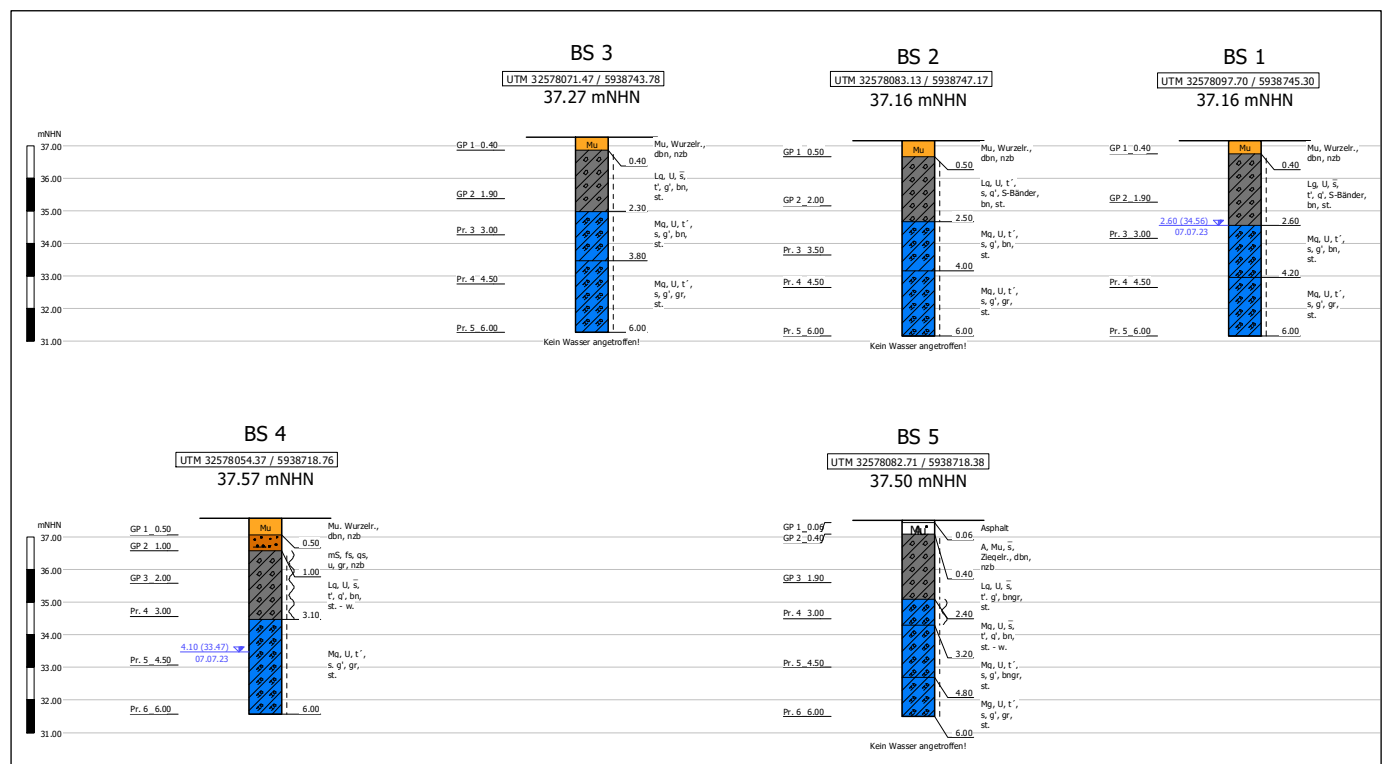 BS 3
UTM 32578071.47 / 5938743.78
37.27 mNHN
BS 2
UTM 32578083.13 / 5938747.17
37.16 mNHN
BS 1
UTM 32578097.70 / 5938745.30
37.16 mNHN
mNHN
37.00
36.00
35.00
34.00
33.00
32.00
31.00
GP 1 0.40
GP 2 1.90
Pr. 3 3.00
Pr. 4 4.50
Pr. 5 6.00
Mu
0.40
2.30
3.80
6.00
Mu, Wurzelr.,
dbn, nzb
Lg, U, s̄,
t', g', bn,
st.
Mg, U, t´,
s, g', bn,
st.
Mg, U, t´,
s, g', gr,
st.
Kein Wasser angetroffen!
GP 1 0.50
GP 2 2.00
Pr. 3 3.50
Pr. 4 4.50
Pr. 5 6.00
Mu
0.50
2.50
4.00
6.00
Mu, Wurzelr.,
dbn, nzb
Lg, U, t´,
s, g', S-Bänder,
bn, st.
Mg, U, t´,
s, g', bn,
st.
Mg, U, t´,
s, g', gr,
st.
Kein Wasser angetroffen!
GP 1 0.40
GP 2 1.90
2.60 (34.56)
07.07.23
Pr. 3 3.00
Pr. 4 4.50
Pr. 5 6.00
Mu
0.40
2.60
4.20
6.00
Mu, Wurzelr.,
dbn, nzb
Lg, U, s̄,
t', g', S-Bänder,
bn, st.
Mg, U, t´,
s, g', bn,
st.
Mg, U, t´,
s, g', gr,
st.
BS 4
UTM 32578054.37 / 5938718.76
37.57 mNHN
BS 5
UTM 32578082.71 / 5938718.38
37.50 mNHN
mNHN
37.00
36.00
35.00
34.00
33.00
32.00
31.00
GP 1 0.50
GP 2 1.00
GP 3 2.00
Pr. 4 3.00
4.10 (33.47)
07.07.23
Pr. 5 4.50
Pr. 6 6.00
Mu
0.50
1.00
3.10
6.00
Mu. Wurzelr.,
dbn, nzb
mS, fs, gs,
u, gr, nzb
Lg, U, s̄,
t', g', bn,
st. - w.
Mg, U, t´,
s, g', gr,
st.
GP 1 0.06
GP 2 0.40
GP 3 1.90
Pr. 4 3.00
Pr. 5 4.50
Pr. 6 6.00
Mu
A
0.06
0.40
2.40
3.20
4.80
6.00
Asphalt
A, Mu, s̄,
Ziegelr., dbn,
nzb
Lg, U, s̄,
t'. g', bngr,
st.
Mg, U, s̄,
t', g', bn,
st. - w.
Mg, U, t´,
s, g', bngr,
st.
Mg, U, t´,
s, g', gr,
st.
Kein Wasser angetroffen!